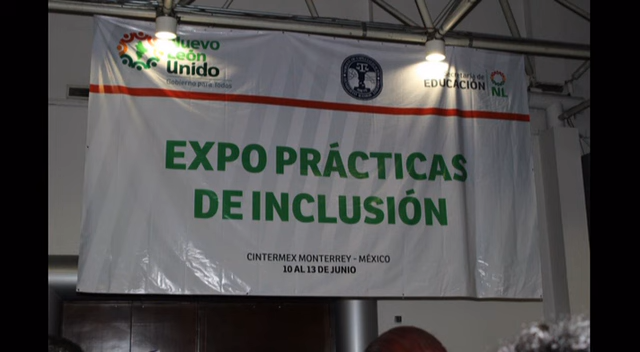 Nuevo
León
Unido
Secretaría de
EDUCACIÓN
NL
EXPO PRÁCTICAS
DE INCLUSIÓN
CINTERMEX MONTERREY - MÉXICO
10 AL 13 DE JUNIO